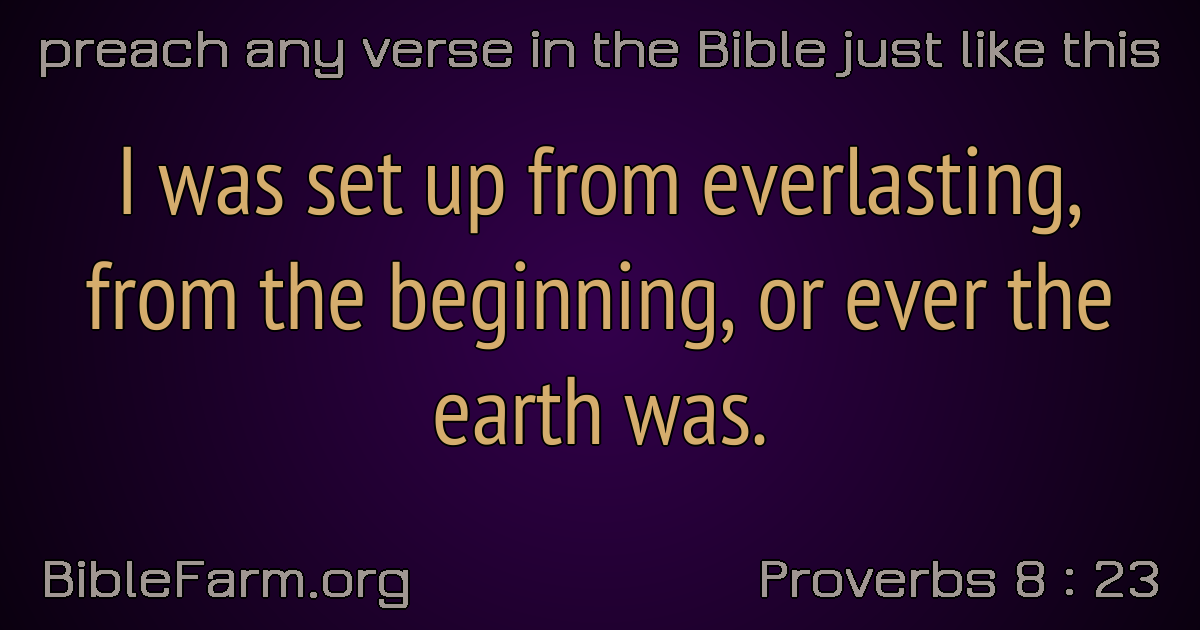 preach any verse in the Bible just like this
I was set up from everlasting,
from the beginning, or ever the
earth was.
BibleFarm.org
Proverbs 8 : 23